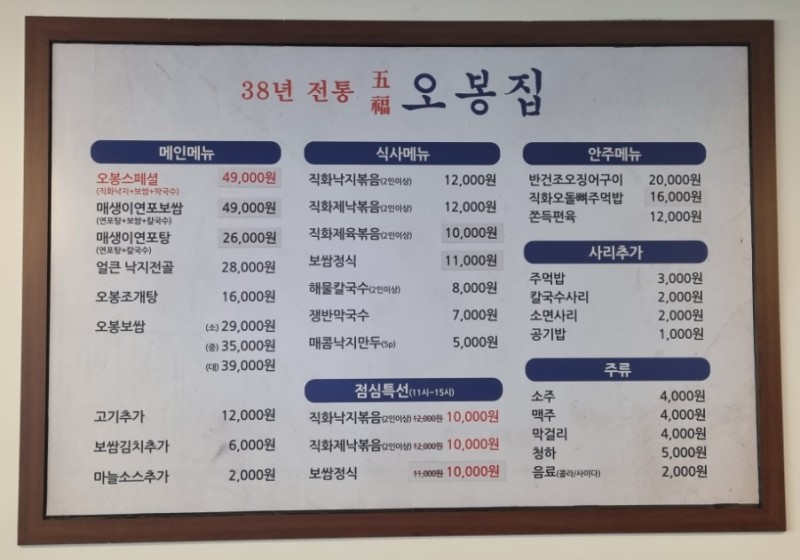 38년 전통 五福 오봉집
메인메뉴
오봉스페셜 49,000원
(직화낙지+보쌈+막국수)
매생이연포보쌈 49,000원
(연포탕+보쌈+칼국수)
매생이연포탕 26,000원
(연포탕+칼국수)
얼큰 낙지전골 28,000원
오봉조개탕 16,000원
오봉보쌈 (소) 29,000원
(중) 35,000원
(대) 39,000원
고기추가 12,000원
보쌈김치추가 6,000원
마늘소스추가 2,000원
식사메뉴
직화낙지볶음(2인이상) 12,000원
직화제낙볶음(2인이상) 12,000원
직화제육볶음(2인이상) 10,000원
보쌈정식 11,000원
해물칼국수(2인이상) 8,000원
쟁반막국수 7,000원
매콤낙지만두(5p) 5,000원
점심특선(11시~15시)
직화낙지볶음(2인이상) 12,000원 10,000원
직화제낙볶음(2인이상) 12,000원 10,000원
보쌈정식 11,000원 10,000원
안주메뉴
반건조오징어구이 20,000원
직화오돌뼈주먹밥 16,000원
쫀득편육 12,000원
사리추가
주먹밥 3,000원
칼국수사리 2,000원
소면사리 2,000원
공기밥 1,000원
주류
소주 4,000원
맥주 4,000원
막걸리 4,000원
청하 5,000원
음료(콜라/사이다) 2,000원